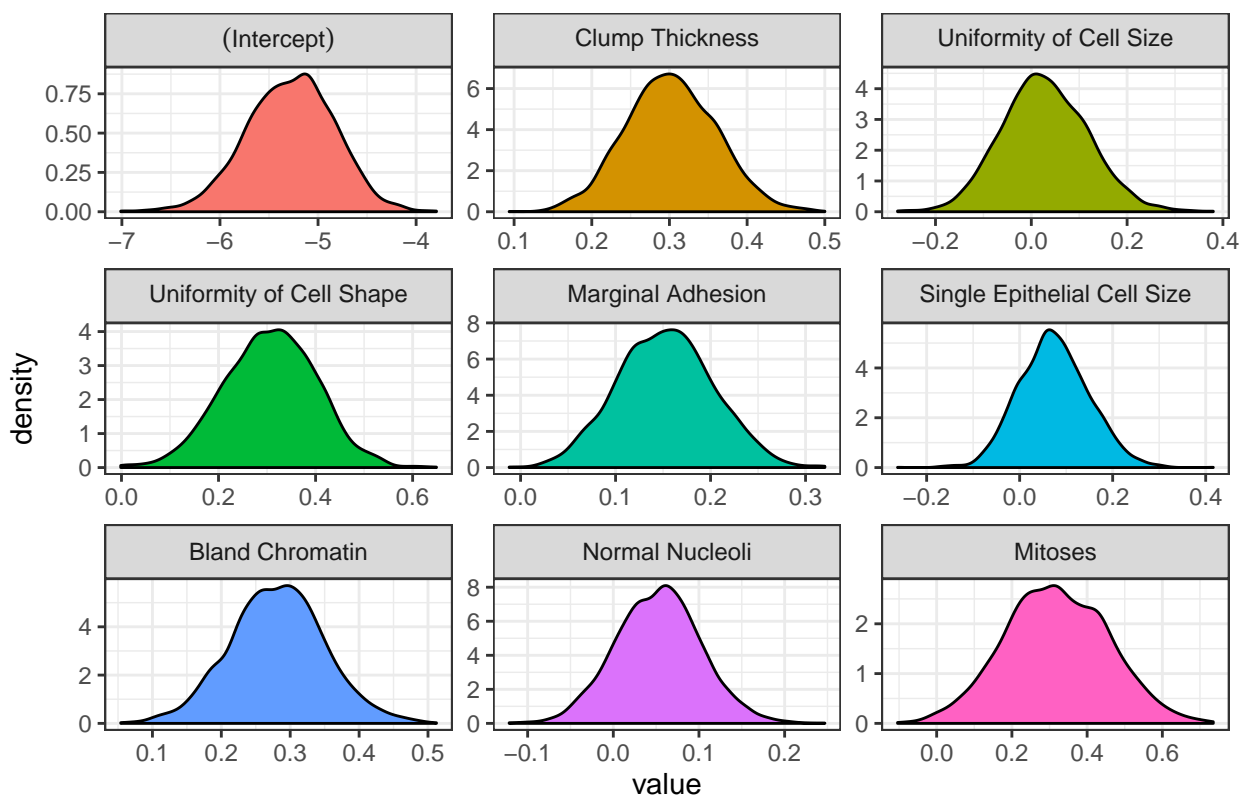 (Intercept) Clump Thickness Uniformity of Cell Size
0.75 6 4
0.50 4 3
2
0.25 2 1
0.00 0 0
−7 −6 −5 −4 0.1 0.2 0.3 0.4 0.5 −0.2 0.0 0.2 0.4
Uniformity of Cell Shape Marginal Adhesion Single Epithelial Cell Size
4 8
3 6 4
2 4
2
1 2
0 0 0
0.0 0.2 0.4 0.6 0.0 0.1 0.2 0.3 −0.2 0.0 0.2 0.4
density
Bland Chromatin Normal Nucleoli Mitoses
8
4 6 2
4
2 2 1
0 0 0
0.1 0.2 0.3 0.4 0.5 −0.1 0.0 0.1 0.2 0.0 0.2 0.4 0.6
value